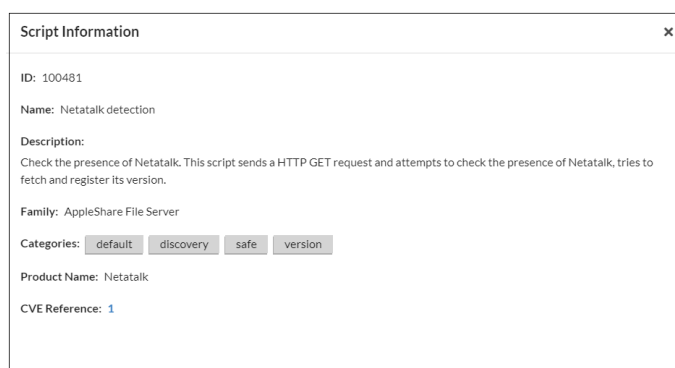 Script Information ×
ID: 100481
Name: Netatalk detection
Description:
Check the presence of Netatalk. This script sends a HTTP GET request and attempts to check the presence of Netatalk, tries to
fetch and register its version.
Family: AppleShare File Server
Categories: default discovery safe version
Product Name: Netatalk
CVE Reference: 1